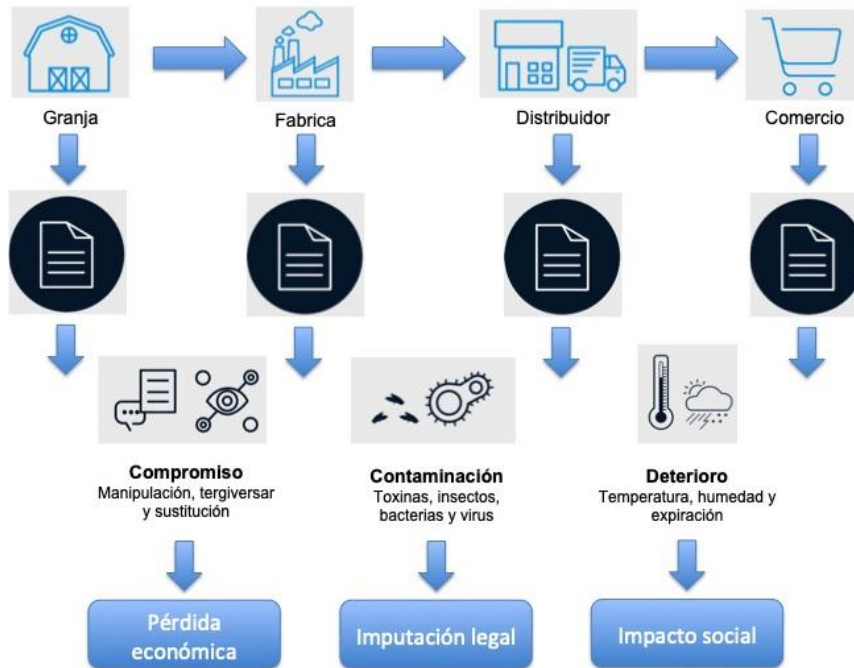 Granja
Fabrica
Distribuidor
Comercio
Compromiso
Manipulación, tergiversar
y sustitución
Contaminación
Toxinas, insectos,
bacterias y virus
Deterioro
Temperatura, humedad y
expiración
Pérdida
económica
Imputación legal
Impacto social